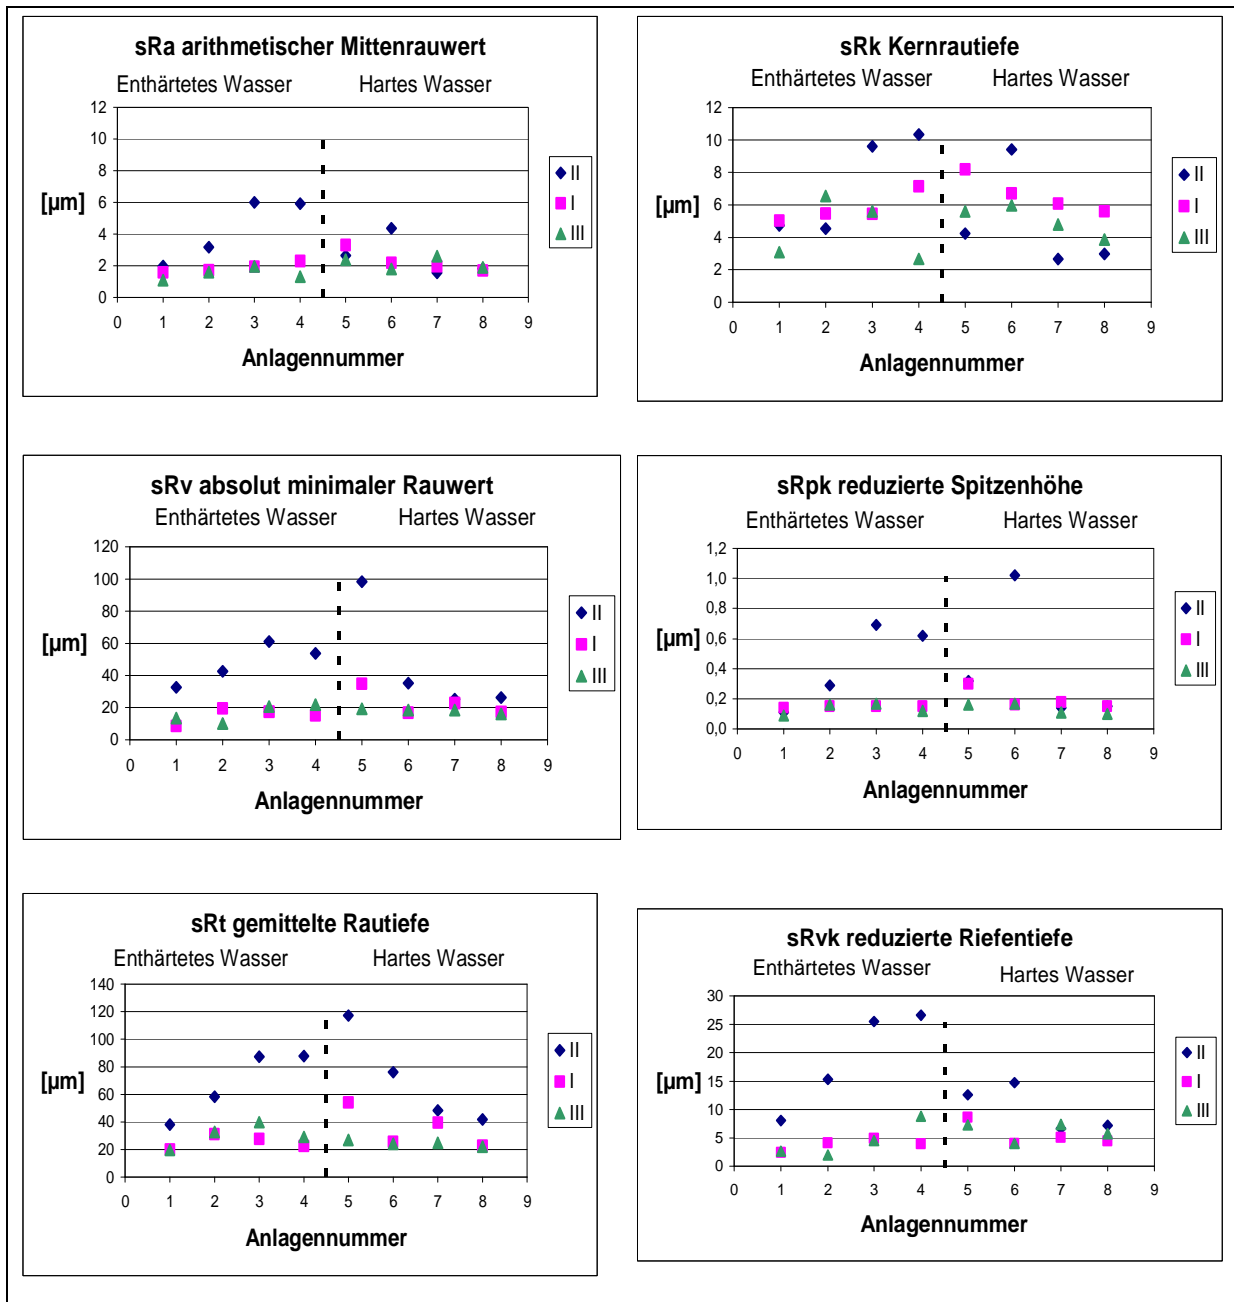 sRa arithmetischer Mittenrauwert
Enthärtetes Wasser Hartes Wasser
12
10
8
6
4
2
0
[µm]
0 1 2 3 4 5 6 7 8 9
Anlagennummer
II
I
III
sRk Kernrautiefe
Enthärtetes Wasser Hartes Wasser
12
10
8
6
4
2
0
[µm]
0 1 2 3 4 5 6 7 8 9
Anlagennummer
II
I
III
sRv absolut minimaler Rauwert
Enthärtetes Wasser Hartes Wasser
120
100
80
60
40
20
0
[µm]
0 1 2 3 4 5 6 7 8 9
Anlagennummer
II
I
III
sRpk reduzierte Spitzenhöhe
Enthärtetes Wasser Hartes Wasser
1,2
1,0
0,8
0,6
0,4
0,2
0,0
[µm]
0 1 2 3 4 5 6 7 8 9
Anlagennummer
II
I
III
sRt gemittelte Rautiefe
Enthärtetes Wasser Hartes Wasser
140
120
100
80
60
40
20
0
[µm]
0 1 2 3 4 5 6 7 8 9
Anlagennummer
II
I
III
sRvk reduzierte Riefentiefe
Enthärtetes Wasser Hartes Wasser
30
25
20
15
10
5
0
[µm]
0 1 2 3 4 5 6 7 8 9
Anlagennummer
II
I
III